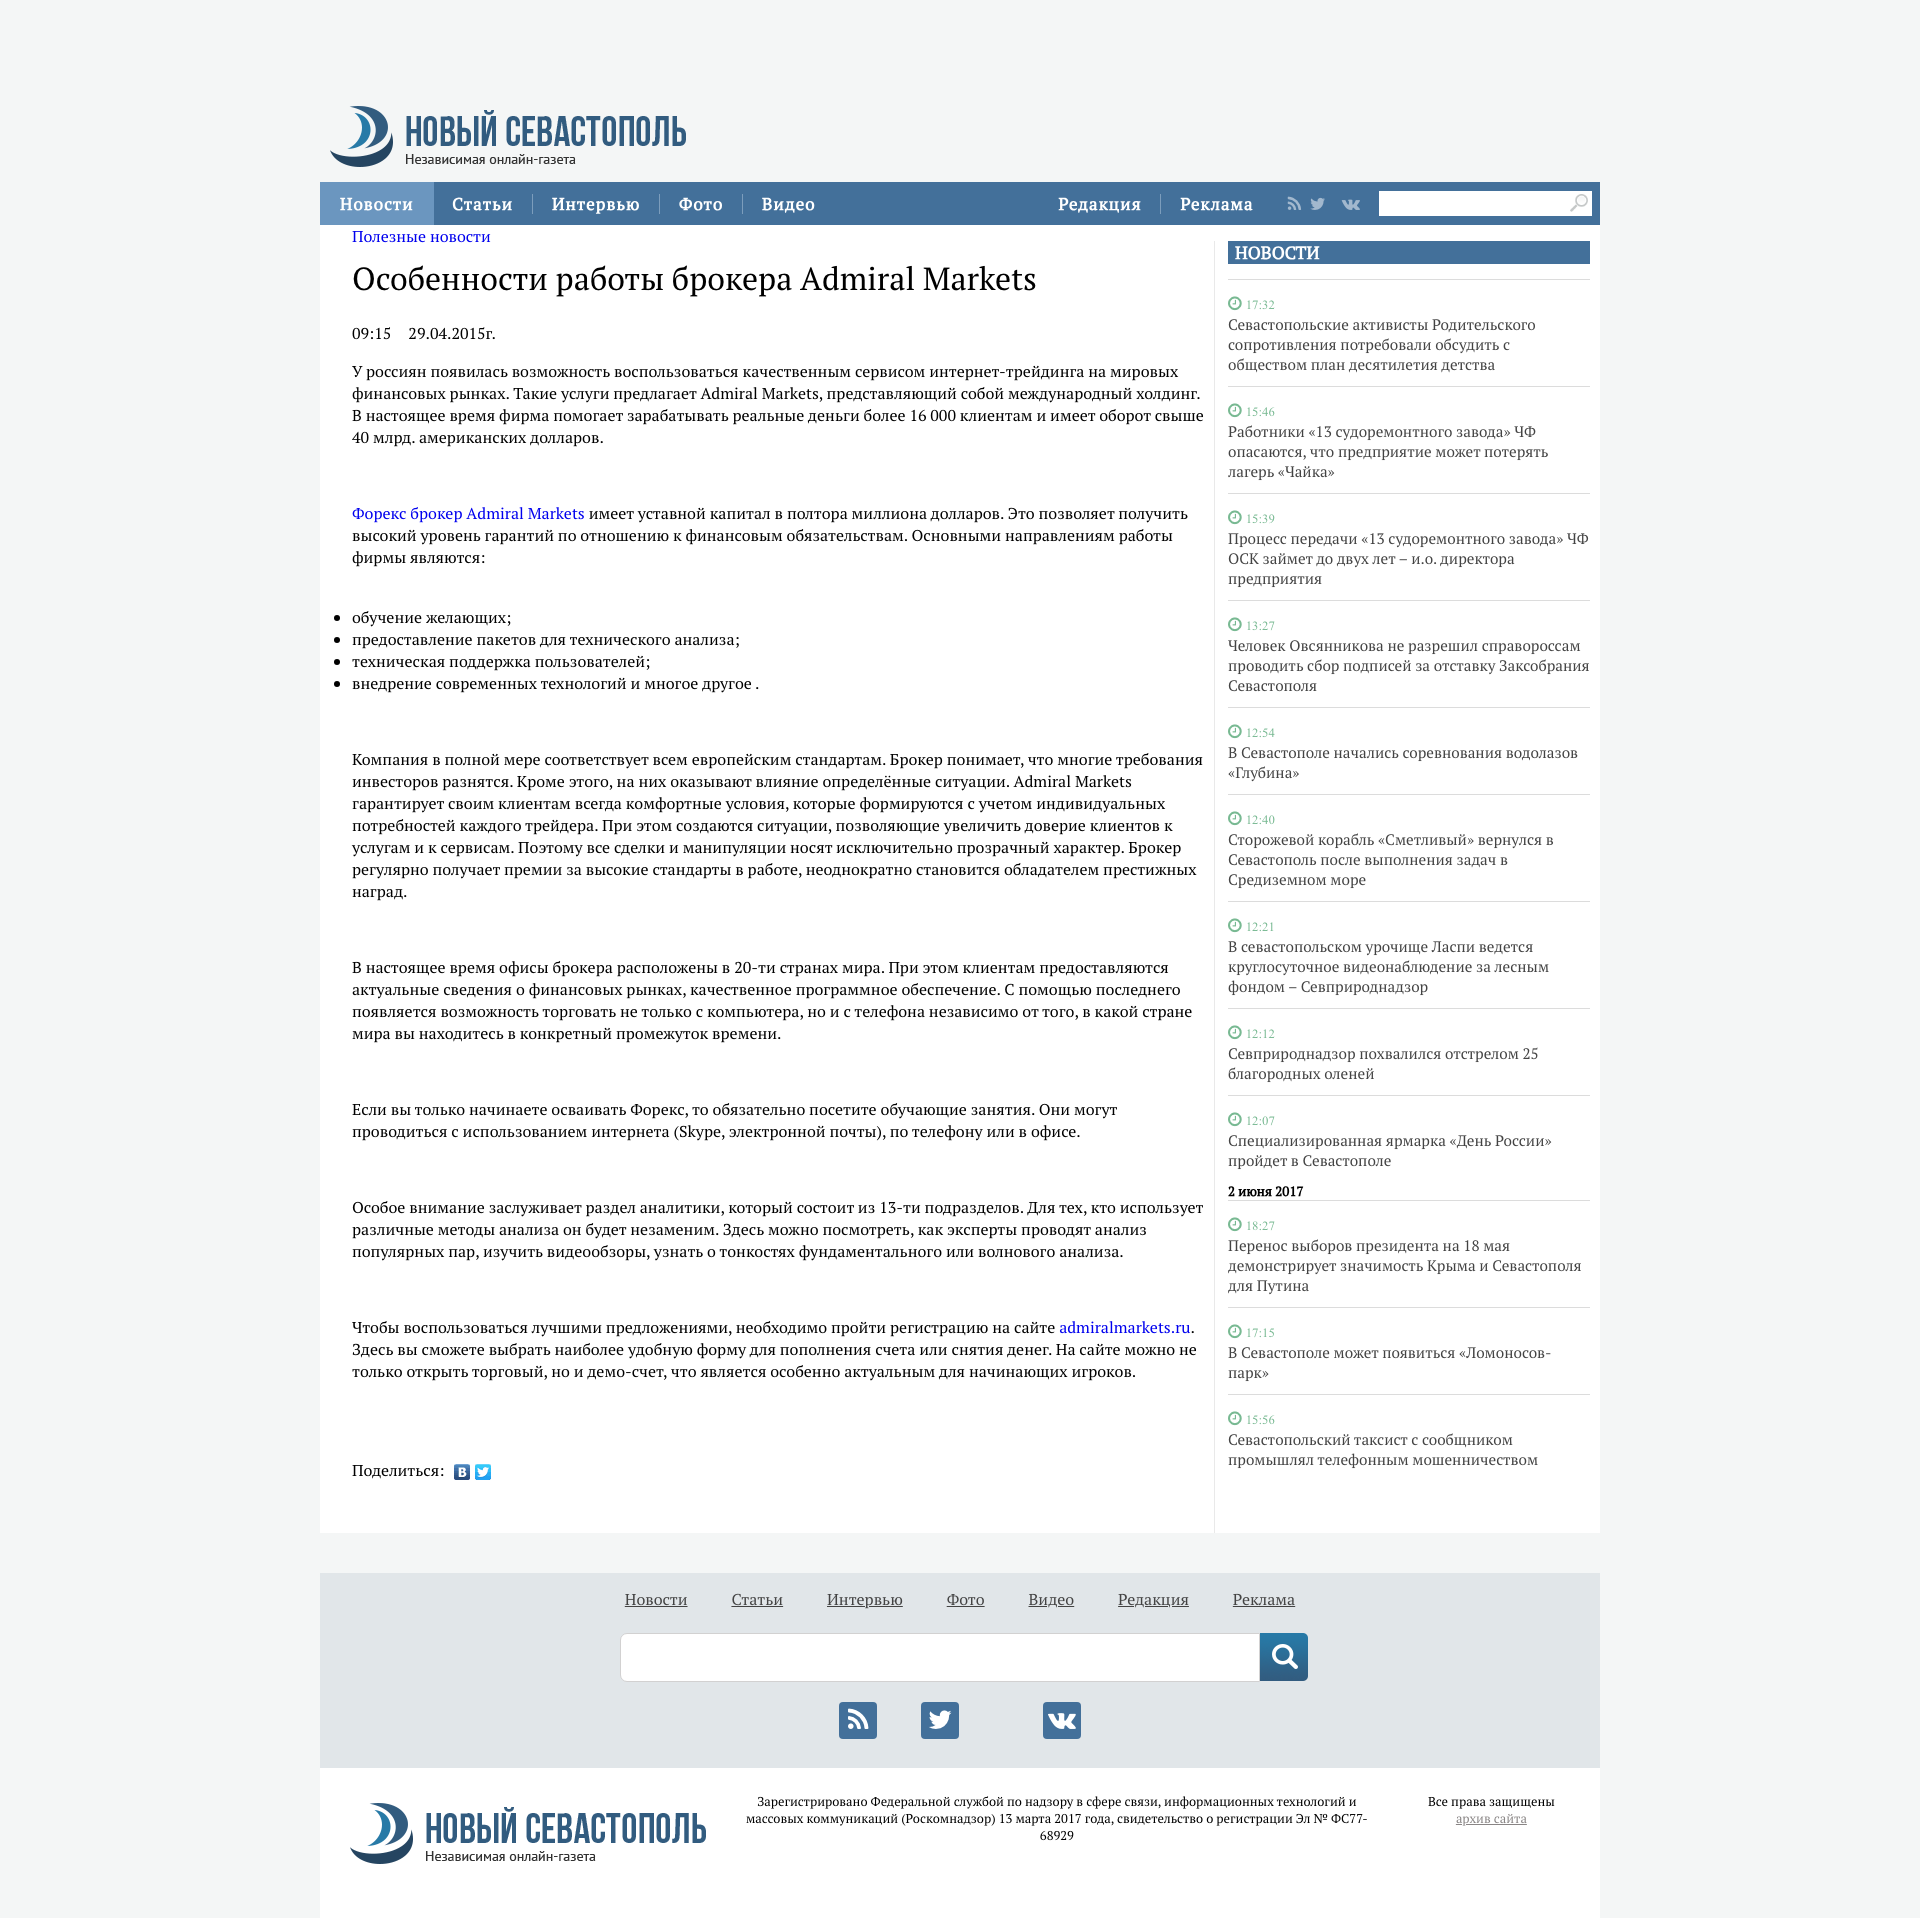 НОВЫЙ СЕВАСТОПОЛЬ
Независимая онлайн-газета
Новости Статьи Интервью Фото Видео Редакция Реклама
Полезные новости
Особенности работы брокера Admiral Markets
09:15 29.04.2015г.
У россиян появилась возможность воспользоваться качественным сервисом интернет-трейдинга на мировых
финансовых рынках. Такие услуги предлагает Admiral Markets, представляющий собой международный холдинг.
В настоящее время фирма помогает зарабатывать реальные деньги более 16 000 клиентам и имеет оборот свыше
40 млрд. американских долларов.
Форекс брокер Admiral Markets имеет уставной капитал в полтора миллиона долларов. Это позволяет получить
высокий уровень гарантий по отношению к финансовым обязательствам. Основными направлениям работы
фирмы являются:
обучение желающих;
предоставление пакетов для технического анализа;
техническая поддержка пользователей;
внедрение современных технологий и многое другое .
Компания в полной мере соответствует всем европейским стандартам. Брокер понимает, что многие требования
инвесторов разнятся. Кроме этого, на них оказывают влияние определённые ситуации. Admiral Markets
гарантирует своим клиентам всегда комфортные условия, которые формируются с учетом индивидуальных
потребностей каждого трейдера. При этом создаются ситуации, позволяющие увеличить доверие клиентов к
услугам и к сервисам. Поэтому все сделки и манипуляции носят исключительно прозрачный характер. Брокер
регулярно получает премии за высокие стандарты в работе, неоднократно становится обладателем престижных
наград.
В настоящее время офисы брокера расположены в 20-ти странах мира. При этом клиентам предоставляются
актуальные сведения о финансовых рынках, качественное программное обеспечение. С помощью последнего
появляется возможность торговать не только с компьютера, но и с телефона независимо от того, в какой стране
мира вы находитесь в конкретный промежуток времени.
Если вы только начинаете осваивать Форекс, то обязательно посетите обучающие занятия. Они могут
проводиться с использованием интернета (Skype, электронной почты), по телефону или в офисе.
Особое внимание заслуживает раздел аналитики, который состоит из 13-ти подразделов. Для тех, кто использует
различные методы анализа он будет незаменим. Здесь можно посмотреть, как эксперты проводят анализ
популярных пар, изучить видеообзоры, узнать о тонкостях фундаментального или волнового анализа.
Чтобы воспользоваться лучшими предложениями, необходимо пройти регистрацию на сайте admiralmarkets.ru.
Здесь вы сможете выбрать наиболее удобную форму для пополнения счета или снятия денег. На сайте можно не
только открыть торговый, но и демо-счет, что является особенно актуальным для начинающих игроков.
Поделиться:
НОВОСТИ
17:32
Севастопольские активисты Родительского
сопротивления потребовали обсудить с
обществом план десятилетия детства
15:46
Работники «13 судоремонтного завода» ЧФ
опасаются, что предприятие может потерять
лагерь «Чайка»
15:39
Процесс передачи «13 судоремонтного завода» ЧФ
ОСК займет до двух лет – и.о. директора
предприятия
13:27
Человек Овсянникова не разрешил справороссам
проводить сбор подписей за отставку Заксобрания
Севастополя
12:54
В Севастополе начались соревнования водолазов
«Глубина»
12:40
Сторожевой корабль «Сметливый» вернулся в
Севастополь после выполнения задач в
Средиземном море
12:21
В севастопольском урочище Ласпи ведется
круглосуточное видеонаблюдение за лесным
фондом – Севприроднадзор
12:12
Севприроднадзор похвалился отстрелом 25
благородных оленей
12:07
Специализированная ярмарка «День России»
пройдет в Севастополе
2 июня 2017
18:27
Перенос выборов президента на 18 мая
демонстрирует значимость Крыма и Севастополя
для Путина
17:15
В Севастополе может появиться «Ломоносов-
парк»
15:56
Севастопольский таксист с сообщником
промышлял телефонным мошенничеством
Новости Статьи Интервью Фото Видео Редакция Реклама
НОВЫЙ СЕВАСТОПОЛЬ
Независимая онлайн-газета
Зарегистрировано Федеральной службой по надзору в сфере связи, информационных технологий и
массовых коммуникаций (Роскомнадзор) 13 марта 2017 года, свидетельство о регистрации Эл № ФС77-
68929
Все права защищены
архив сайта